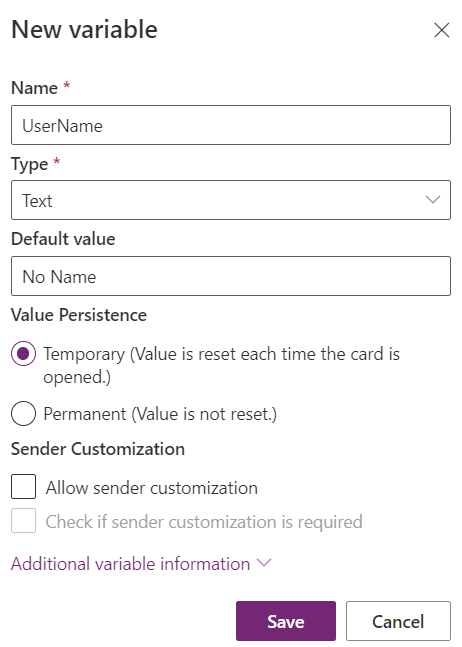 New variable
Name *
UserName
Type *
Text
Default value
No Name
Value Persistence
Temporary (Value is reset each time the card is
opened.)
Permanent (Value is not reset.)
Sender Customization
Allow sender customization
Check if sender customization is required
Additional variable information
Save Cancel